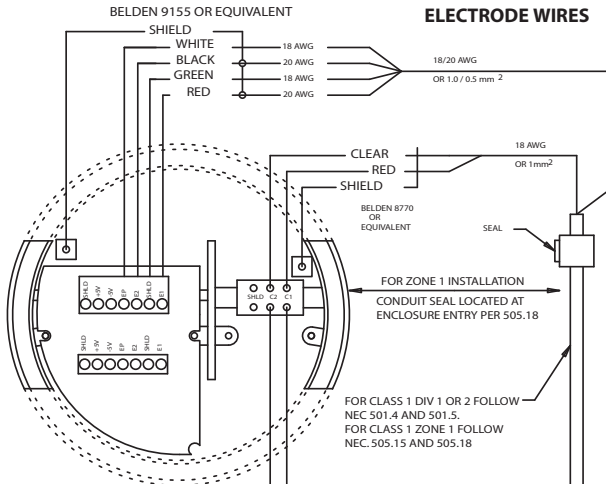 BELDEN 9155 OR EQUIVALENT
ELECTRODE WIRES
SHIELD
WHITE
18 AWG
BLACK
20 AWG
GREEN
18 AWG
RED
20 AWG
18/20 AWG
OR 1.0 / 0.5 mm 2
CLEAR
18 AWG
RED
OR 1mm2
SHIELD
BELDEN 8770
OR
EQUIVALENT
SEAL
SHLD
+5V
-5V
EP
E2
SHLD
E1
SHLD C2 C1
FOR ZONE 1 INSTALLATION
CONDUIT SEAL LOCATED AT
ENCLOSURE ENTRY PER 505.18
SHLD
+5V
-5V
EP
E2
SHLD
E1
FOR CLASS 1 DIV 1 OR 2 FOLLOW
NEC 501.4 AND 501.5.
FOR CLASS 1 ZONE 1 FOLLOW
NEC. 505.15 AND 505.18